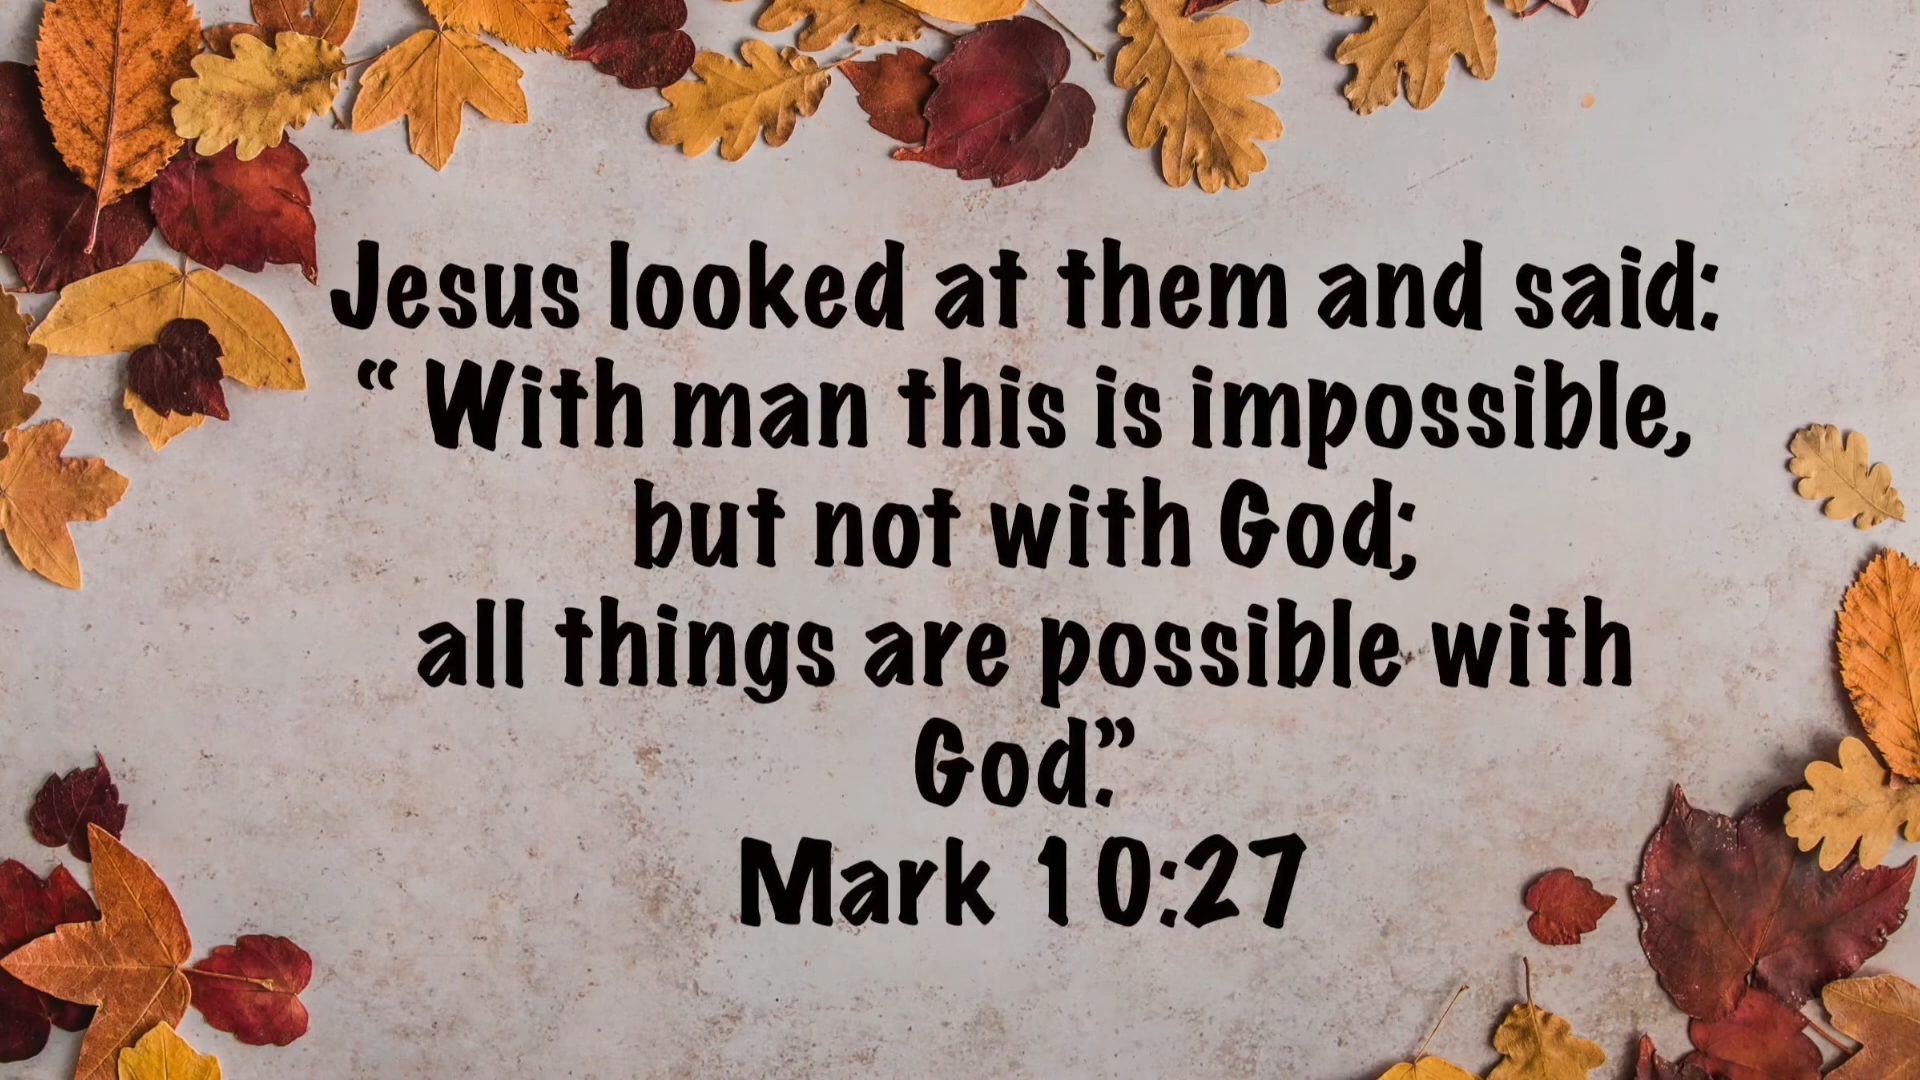 Jesus looked at them and said:
“ With man this is impossible,
but not with God;
all things are possible with
God.”
Mark 10:27